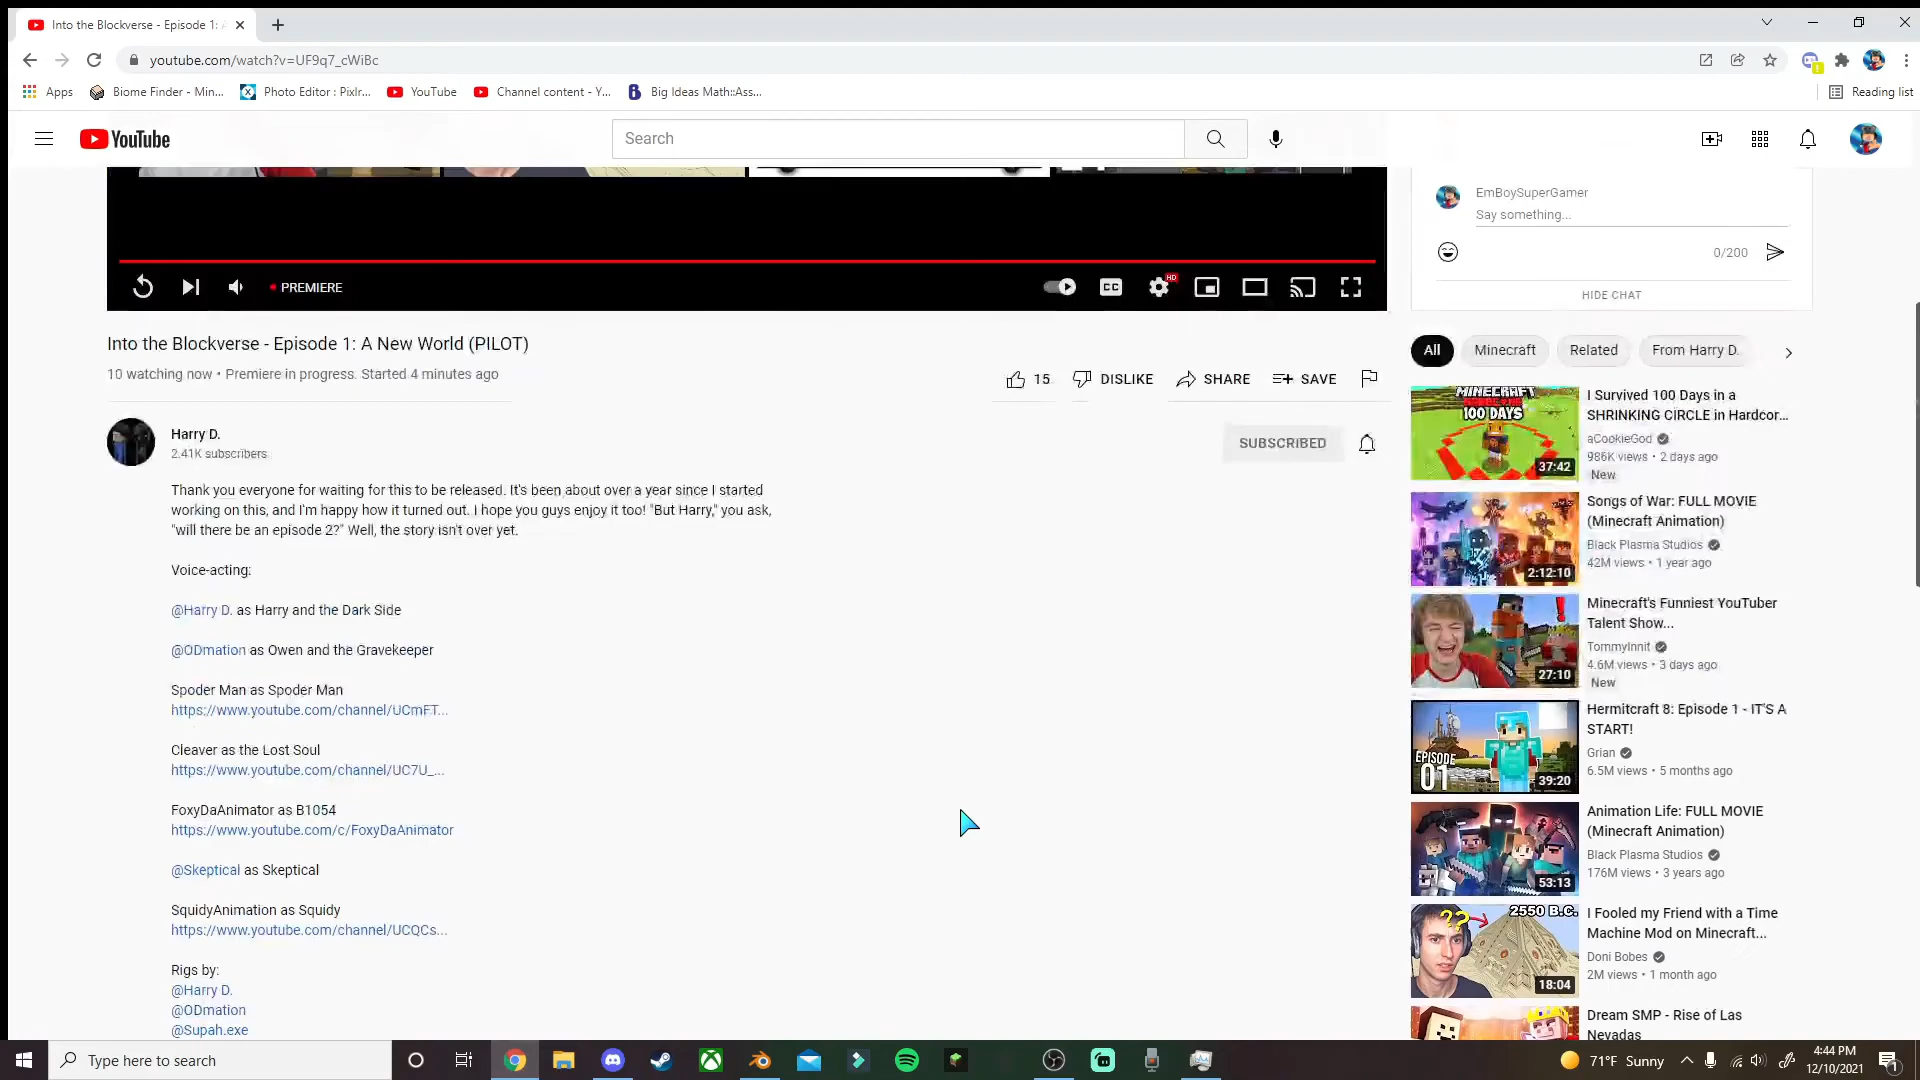 Into the Blockverse - Episode 1: A
youtube.com/watch?v=UF9q7_cWiBc
Apps
Biome Finder - Min...
Photo Editor : Pixlr...
YouTube
Channel content - Y...
Big Ideas Math::Ass...
Reading list
YouTube
Search
EmBoySuperGamer
Say something...
0/200
HIDE CHAT
PREMIERE
CC
HD
Into the Blockverse - Episode 1: A New World (PILOT)
10 watching now • Premiere in progress. Started 4 minutes ago
15
DISLIKE
SHARE
SAVE
Harry D.
2.41K subscribers
SUBSCRIBED
Thank you everyone for waiting for this to be released. It's been about over a year since I started
working on this, and I'm happy how it turned out. I hope you guys enjoy it too! "But Harry," you ask,
"will there be an episode 2?" Well, the story isn't over yet.
Voice-acting:
@Harry D. as Harry and the Dark Side
@ODmation as Owen and the Gravekeeper
Spoder Man as Spoder Man
https://www.youtube.com/channel/UCmFT...
Cleaver as the Lost Soul
https://www.youtube.com/channel/UC7U_...
FoxyDaAnimator as B1054
https://www.youtube.com/c/FoxyDaAnimator
@Skeptical as Skeptical
SquidyAnimation as Squidy
https://www.youtube.com/channel/UCQCs...
Rigs by:
@Harry D.
@ODmation
@Supah.exe
All
Minecraft
Related
From Harry D.
MINECRAFT
100 DAYS
37:42
I Survived 100 Days in a
SHRINKING CIRCLE in Hardcor...
aCookieGod
986K views • 2 days ago
New
2:12:10
Songs of War: FULL MOVIE
(Minecraft Animation)
Black Plasma Studios
42M views • 1 year ago
!
27:10
Minecraft's Funniest YouTuber
Talent Show...
TommyInnit
4.6M views • 3 days ago
New
EPISODE
01
39:20
Hermitcraft 8: Episode 1 - IT'S A
START!
Grian
6.5M views • 5 months ago
53:13
Animation Life: FULL MOVIE
(Minecraft Animation)
Black Plasma Studios
176M views • 3 years ago
??
2550 B.C.
18:04
I Fooled my Friend with a Time
Machine Mod on Minecraft...
Doni Bobes
2M views • 1 month ago
Dream SMP - Rise of Las
Nevadas
Type here to search
71°F Sunny
4:44 PM
12/10/2021
1